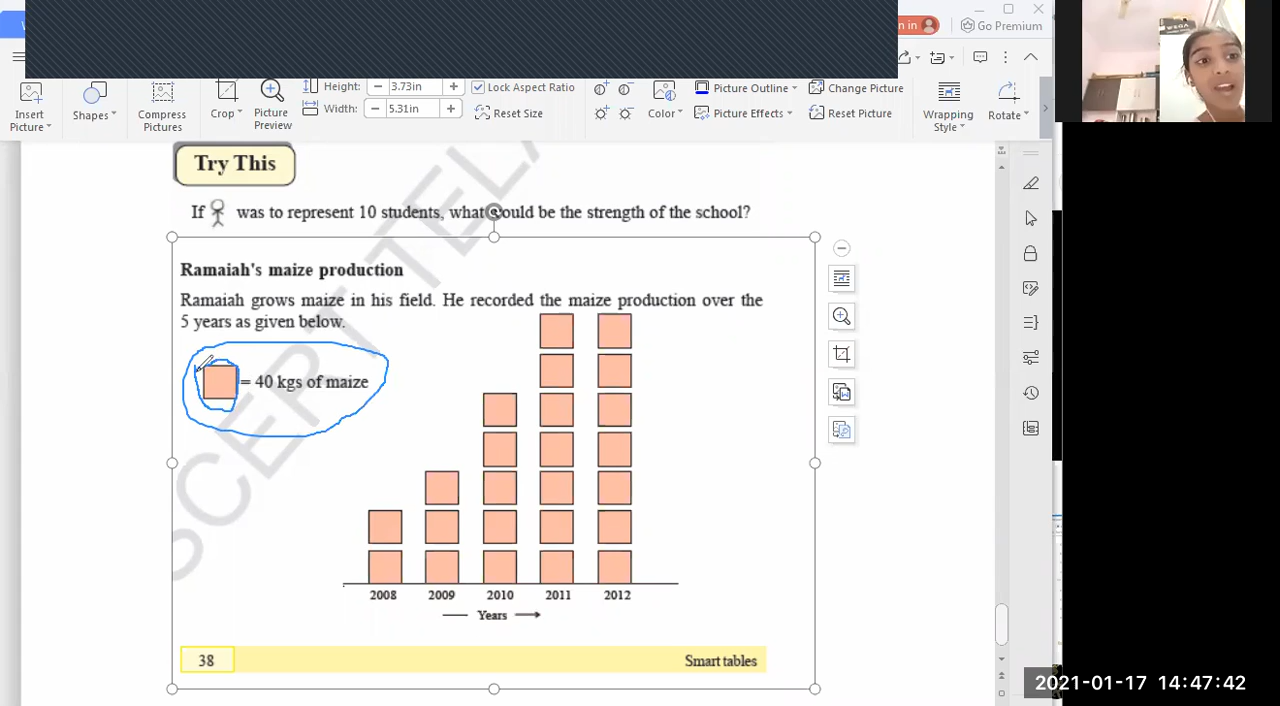 n in
Go Premium
Height:
3.73in
Lock Aspect Ratio
Picture Outline
Change Picture
Insert
Picture
Shapes
Compress
Pictures
Crop
Picture
Preview
Width:
5.31in
Reset Size
Color
Picture Effects
Reset Picture
Wrapping
Style
Rotate
Try This
If was to represent 10 students, what would be the strength of the school?
Ramaiah's maize production
Ramaiah grows maize in his field. He recorded the maize production over the
5 years as given below.
= 40 kgs of maize
2008 2009 2010 2011 2012
Years
38
Smart tables
SCERT TELA
2021-01-17 14:47:42